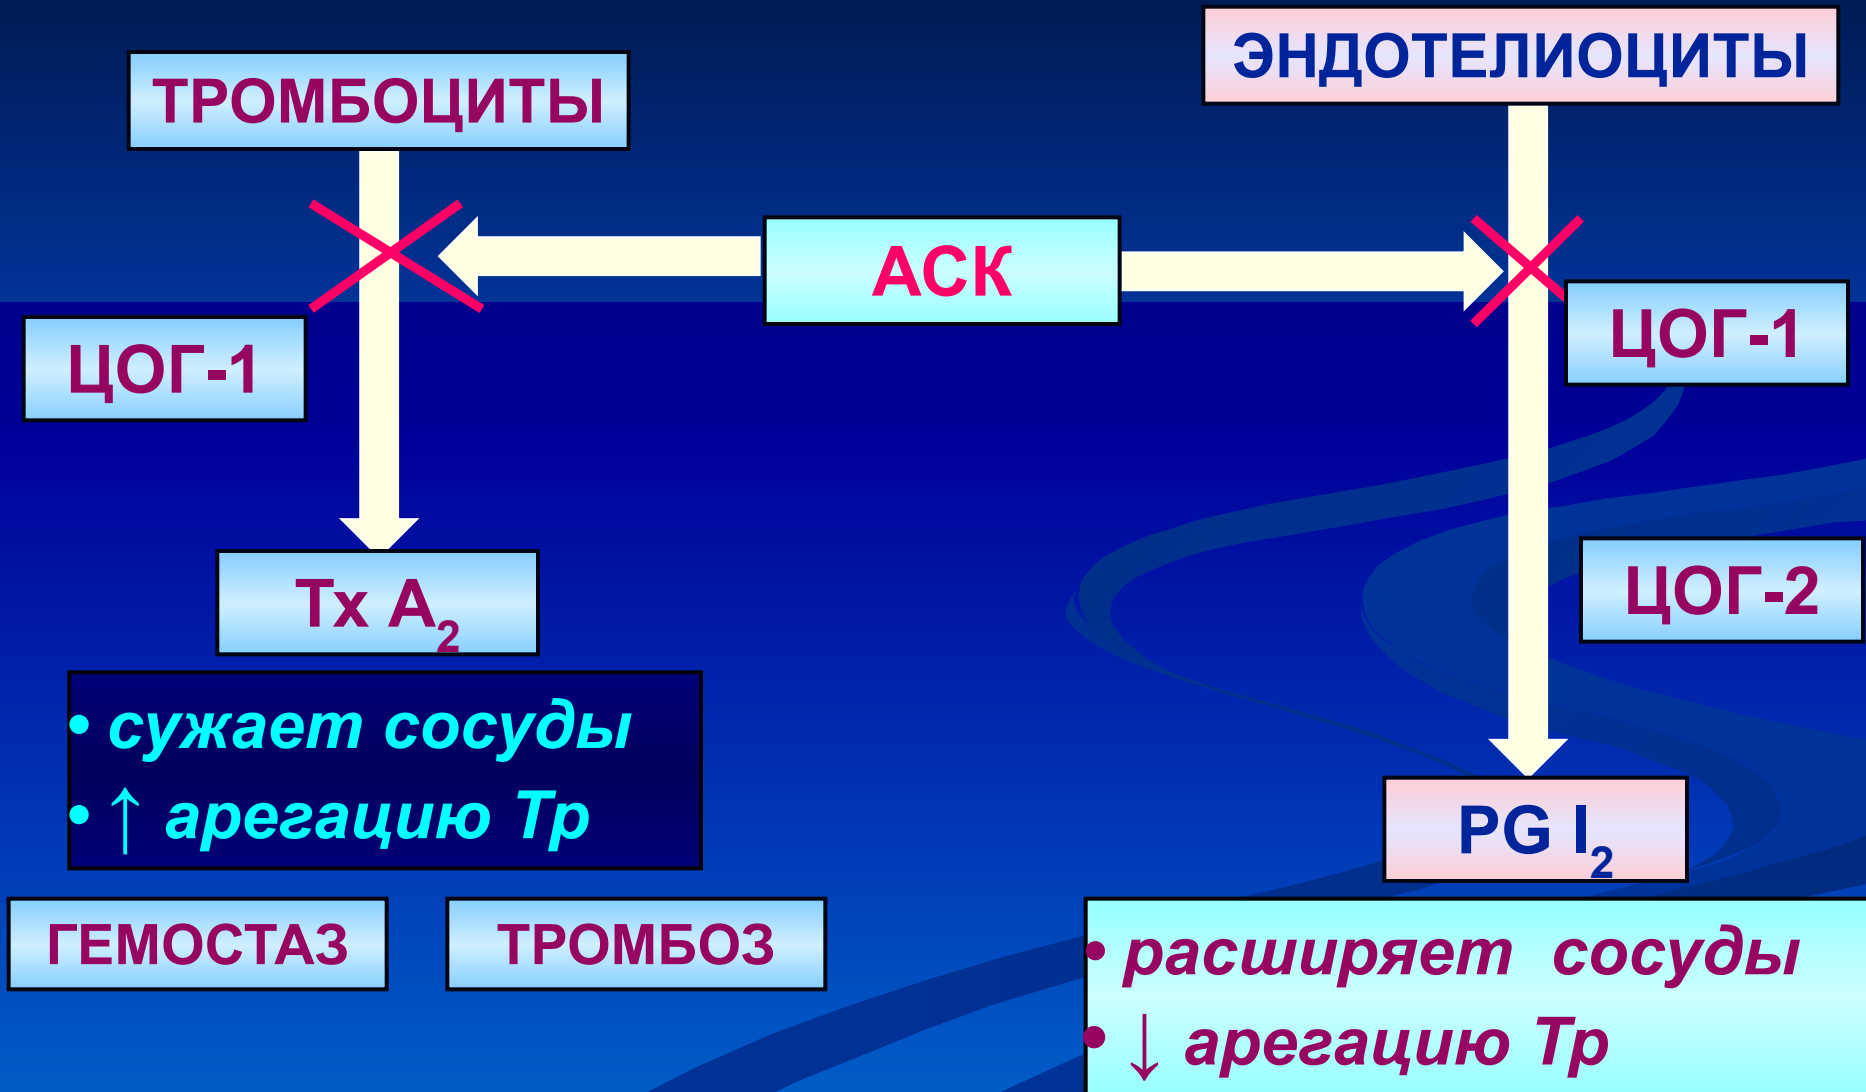 ЭНДОТЕЛИОЦИТЫ
ТРОМБОЦИТЫ
АСК
ЦОГ-1
ЦОГ-1
Tx A₂
ЦОГ-2
• сужает сосуды
• ↑ арегацию Тр
PG I₂
ГЕМОСТАЗ
ТРОМБОЗ
• расширяет сосуды
• ↓ арегацию Тр